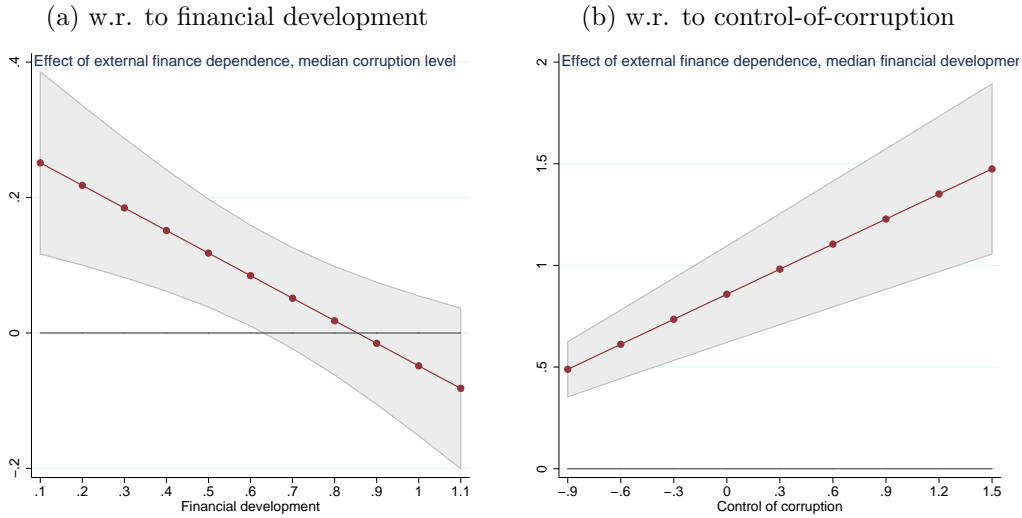 (a) w.r. to financial development
Effect of external finance dependence, median corruption level
.4
.2
0
−.2
.1 .2 .3 .4 .5 .6 .7 .8 .9 1 1.1
Financial development
(b) w.r. to control-of-corruption
Effect of external finance dependence, median financial developmer
2
1.5
1
.5
0
−.9 −.6 −.3 0 .3 .6 .9 1.2 1.5
Control of corruption